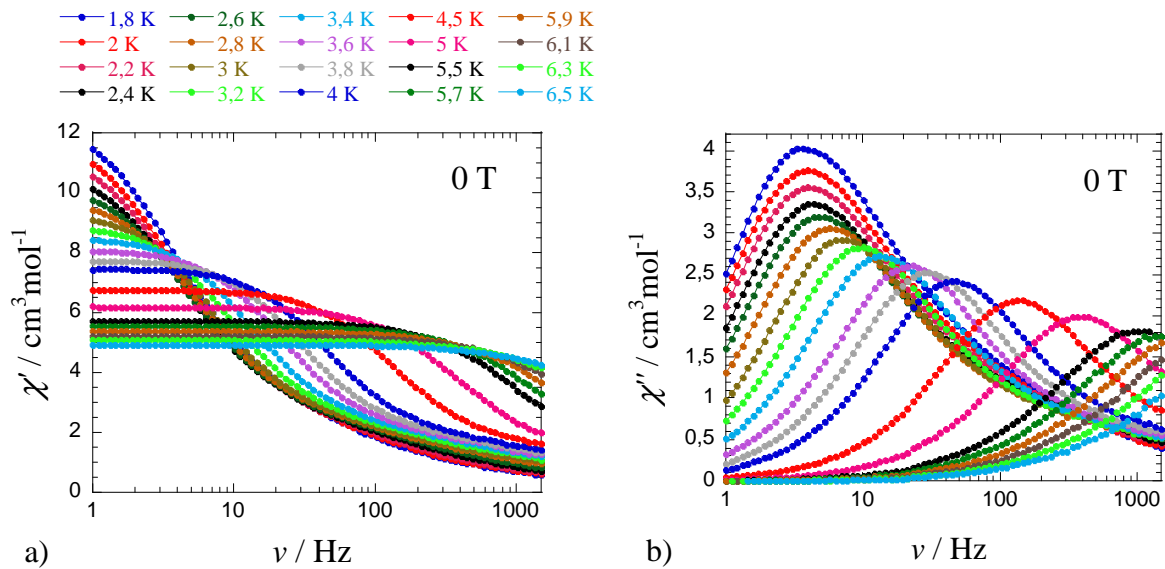 1,8 K 2,6 K 3,4 K 4,5 K 5,9 K
2 K 2,8 K 3,6 K 5 K 6,1 K
2,2 K 3 K 3,8 K 5,5 K 6,3 K
2,4 K 3,2 K 4 K 5,7 K 6,5 K
χ′ / cm³mol⁻¹
12
10
8
6
4
2
0
0 T
1 10 100 1000
a)
ν / Hz
χ″ / cm³mol⁻¹
4
3,5
3
2,5
2
1,5
1
0,5
0
0 T
1 10 100 1000
b)
ν / Hz